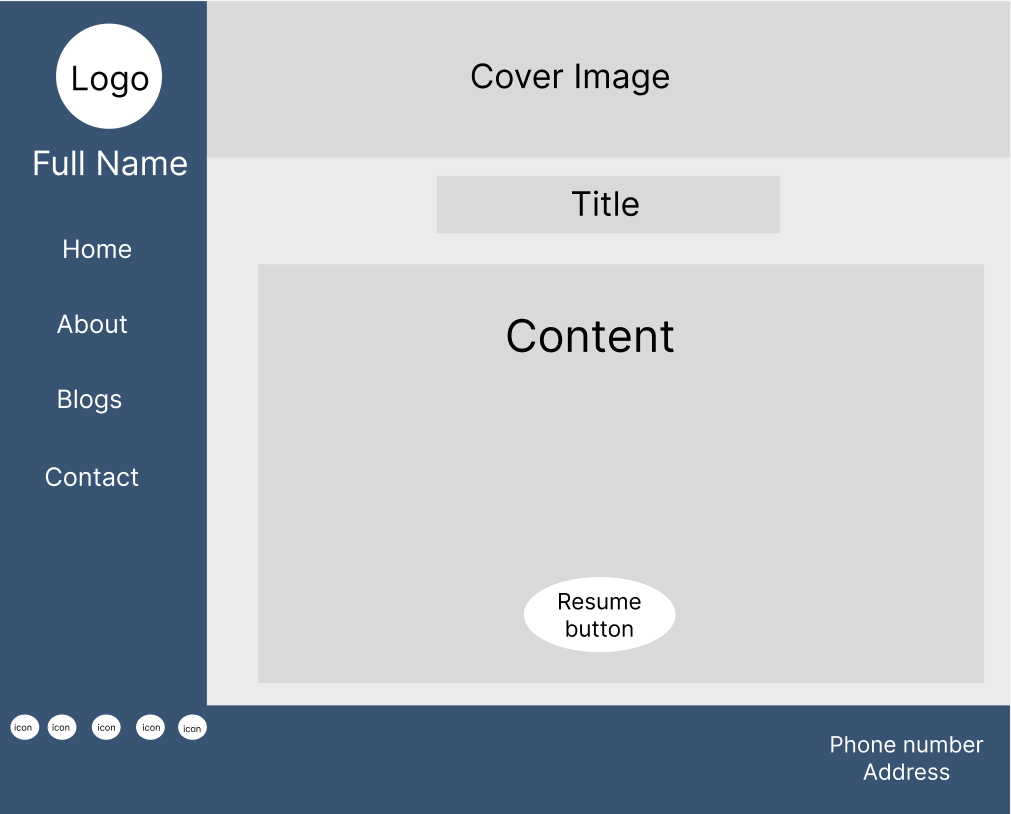 Logo
Full Name
Home
About
Blogs
Contact
Cover Image
Title
Content
Resume
button
icon
icon
icon
icon
icon
Phone number
Address